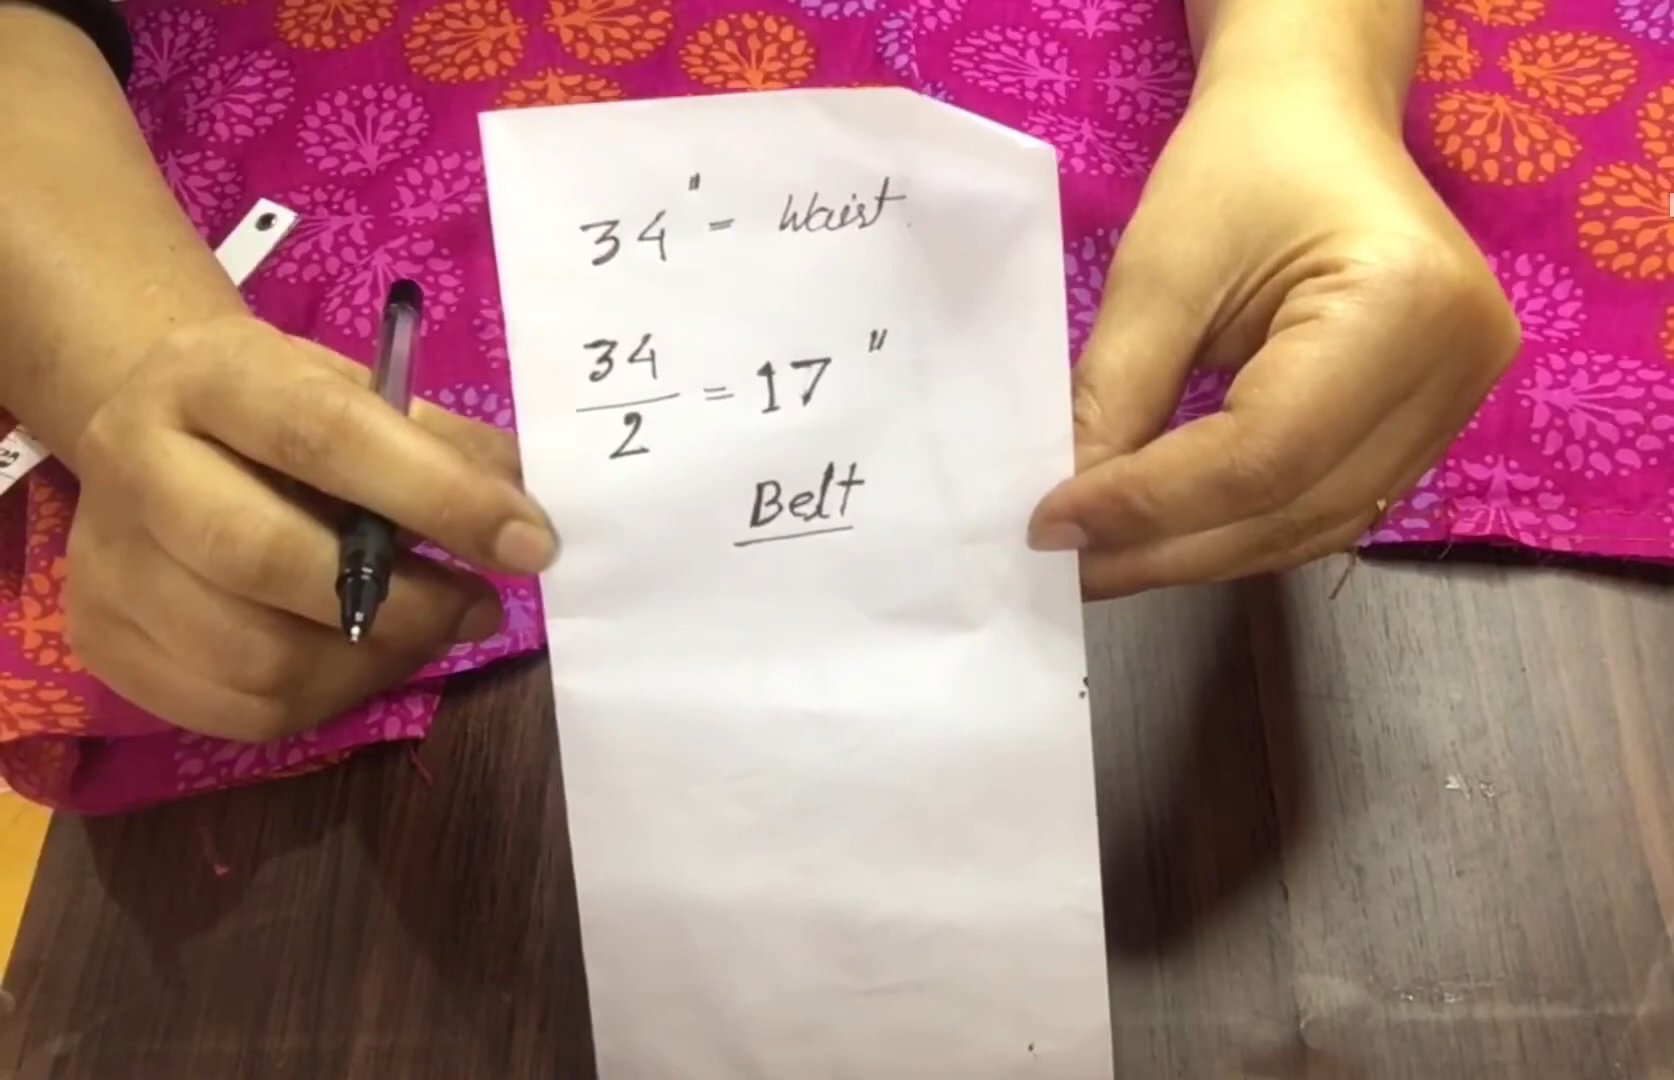 34" = Waist
34/2 = 17"
Belt